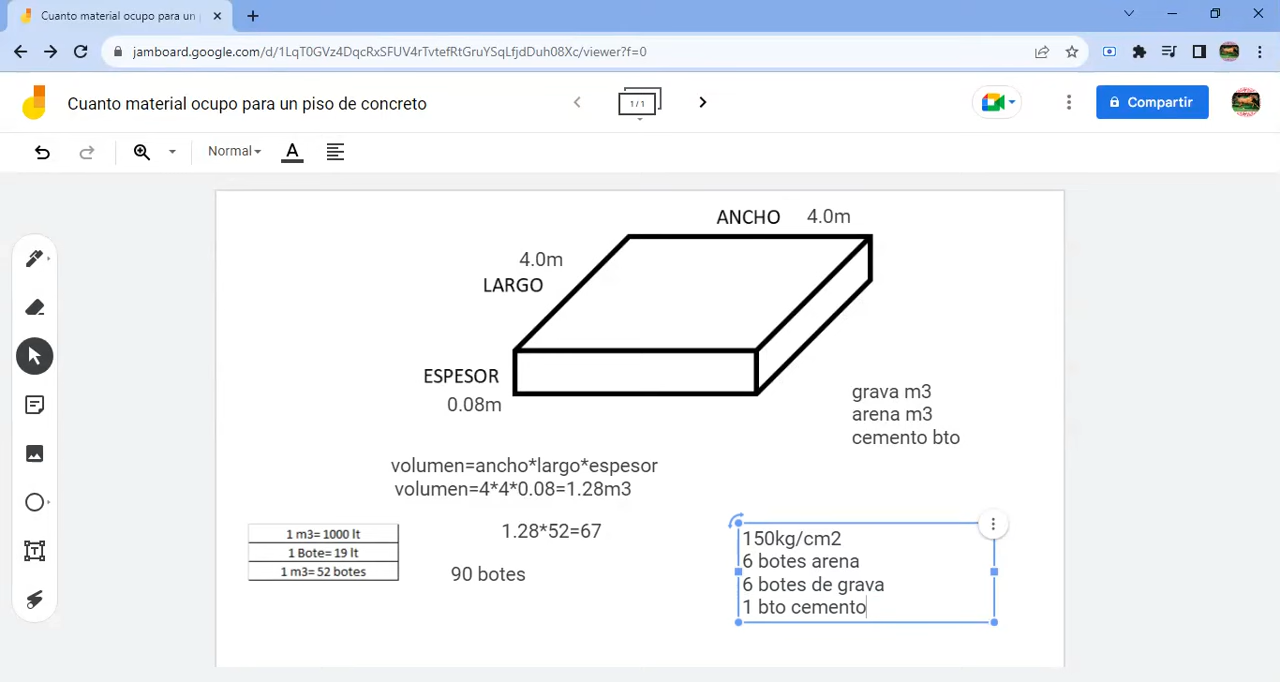 Cuanto material ocupo para un
jamboard.google.com/d/1LqT0GVz4DqcRxSFUV4rTvtefRtGruYSqLfjdDuh08Xc/viewer?f=0
Cuanto material ocupo para un piso de concreto
1/1
Compartir
Normal
ANCHO 4.0m
4.0m
LARGO
ESPESOR
0.08m
grava m3
arena m3
cemento bto
volumen=ancho*largo*espesor
volumen=4*4*0.08=1.28m3
1 m3= 1000 lt
1 Bote= 19 lt
1 m3= 52 botes
1.28*52=67
90 botes
150kg/cm2
6 botes arena
6 botes de grava
1 bto cemento